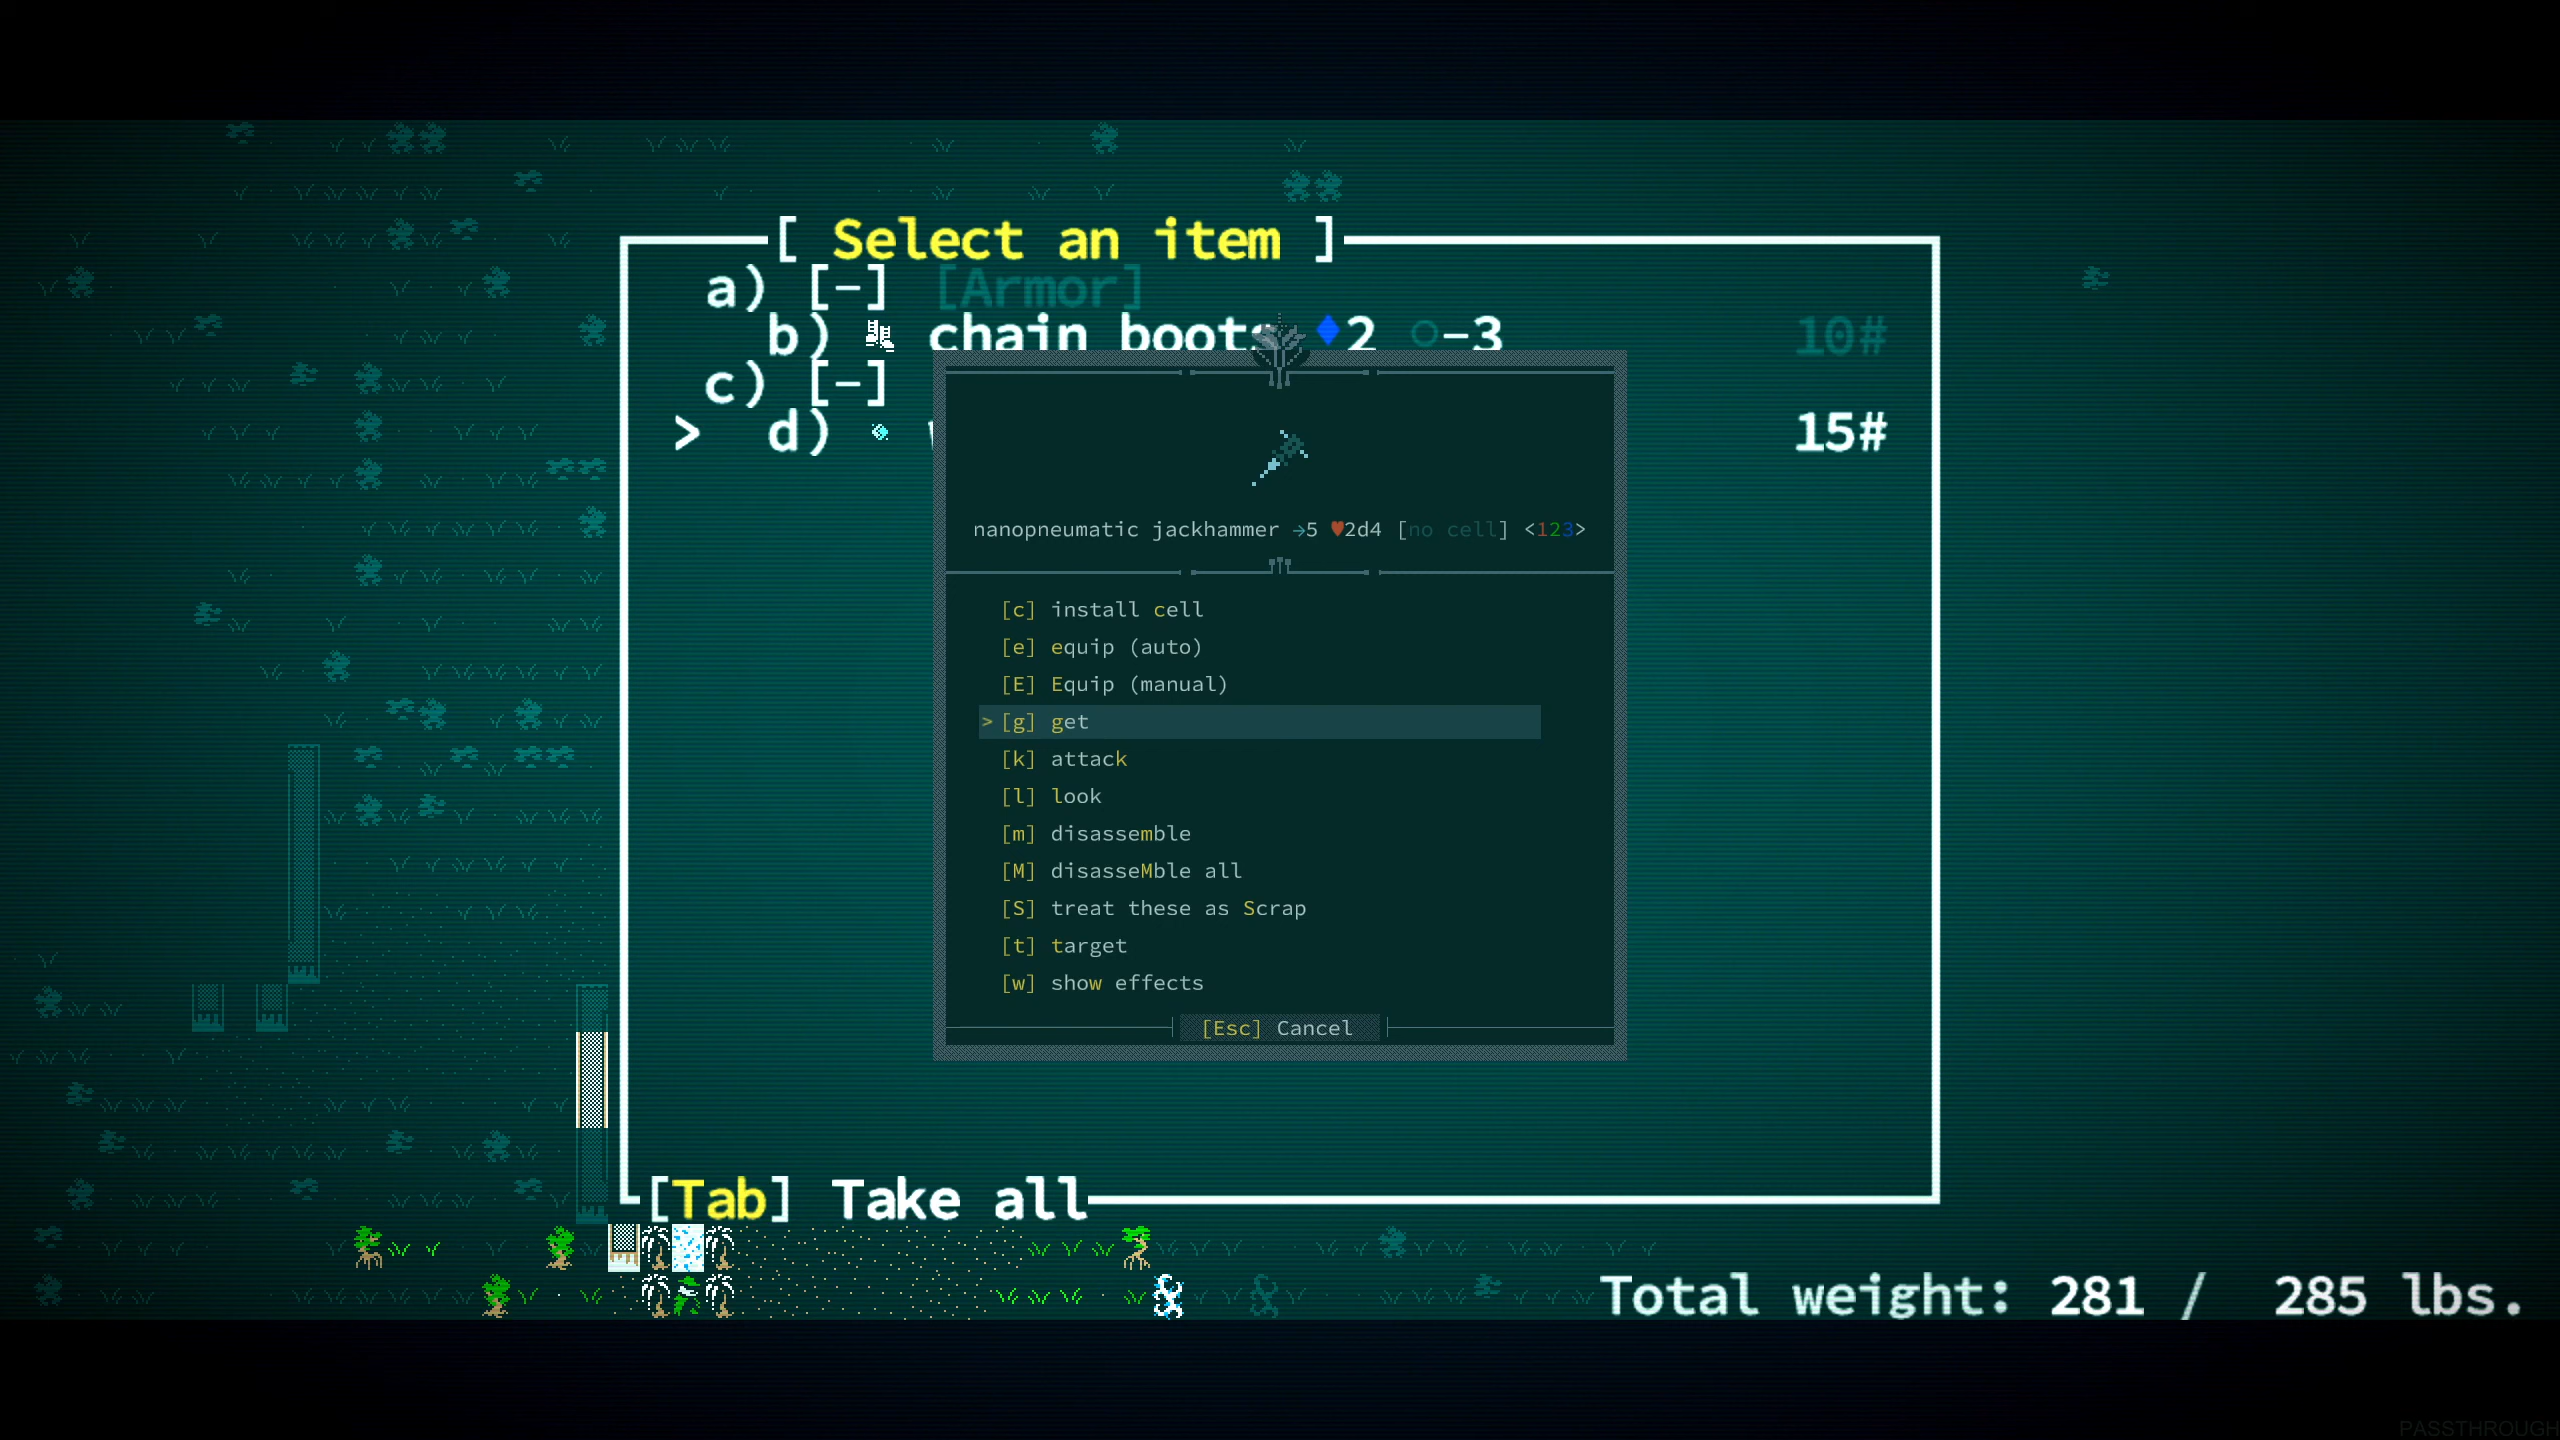 [ Select an item ]
a) [-] [Armor]
b) chain boots ♦2 ○-3 10#
c) [-]
> d) 15#
nanopneumatic jackhammer →5 ♥2d4 [no cell] <123>
[c] install cell
[e] equip (auto)
[E] Equip (manual)
> [g] get
[k] attack
[l] look
[m] disassemble
[M] disasseMble all
[S] treat these as Scrap
[t] target
[w] show effects
[Esc] Cancel
[Tab] Take all
Total weight: 281 / 285 lbs.
PASSTHROUGH